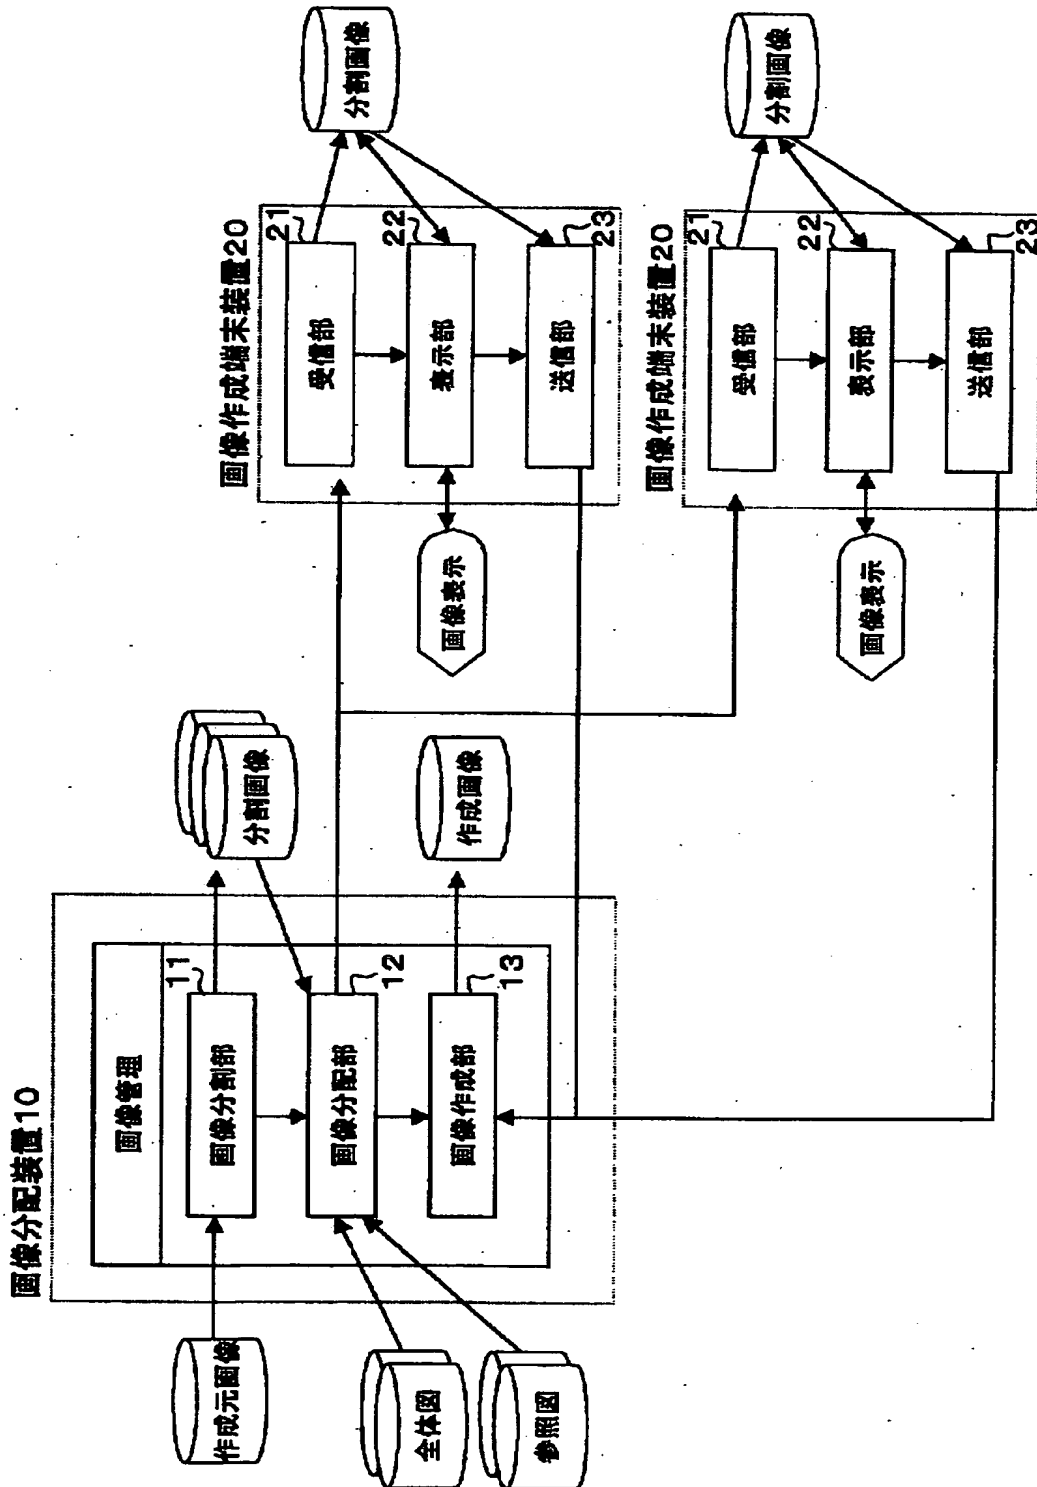 画像分配装置10
画像管理
作成元画像
画像分割部
11
分割画像
全体図
画像分配部
12
参照図
画像作成部
13
作成画像
画像作成端末装置20
受信部
21
分割画像
画像表示
表示部
22
送信部
23
画像作成端末装置20
受信部
21
分割画像
画像表示
表示部
22
送信部
23